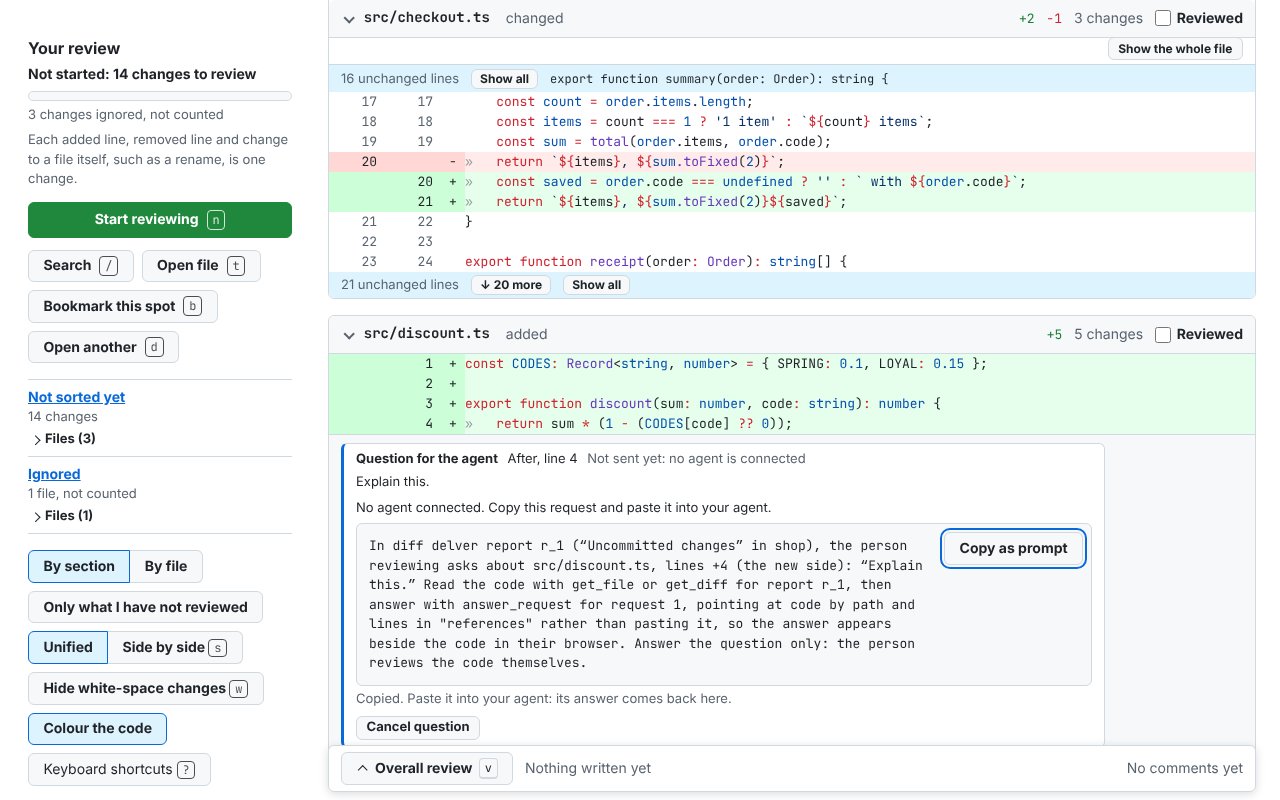 Your review
Not started: 14 changes to review
3 changes ignored, not counted
Each added line, removed line and change
to a file itself, such as a rename, is one
change.
Start reviewing n
Search / Open file t
Bookmark this spot b
Open another d
Not sorted yet
14 changes
Files (3)
Ignored
1 file, not counted
Files (1)
By section By file
Only what I have not reviewed
Unified Side by side s
Hide white-space changes w
Colour the code
Keyboard shortcuts ?
src/checkout.ts changed +2 -1 3 changes Reviewed
Show the whole file
16 unchanged lines Show all export function summary(order: Order): string {
17 17 const count = order.items.length;
18 18 const items = count === 1 ? '1 item' : `${count} items`;
19 19 const sum = total(order.items, order.code);
20 - » return `${items}, ${sum.toFixed(2)}`;
20 + » const saved = order.code === undefined ? '' : ` with ${order.code}`;
21 + » return `${items}, ${sum.toFixed(2)}${saved}`;
21 22 }
22 23
23 24 export function receipt(order: Order): string[] {
21 unchanged lines ↓ 20 more Show all
src/discount.ts added +5 5 changes Reviewed
1 + const CODES: Record<string, number> = { SPRING: 0.1, LOYAL: 0.15 };
2 +
3 + export function discount(sum: number, code: string): number {
4 + » return sum * (1 - (CODES[code] ?? 0));
Question for the agent After, line 4 Not sent yet: no agent is connected
Explain this.
No agent connected. Copy this request and paste it into your agent.
In diff delver report r_1 (“Uncommitted changes” in shop), the person
reviewing asks about src/discount.ts, lines +4 (the new side): “Explain
this.” Read the code with get_file or get_diff for report r_1, then
answer with answer_request for request 1, pointing at code by path and
lines in "references" rather than pasting it, so the answer appears
beside the code in their browser. Answer the question only: the person
reviews the code themselves.
Copy as prompt
Copied. Paste it into your agent: its answer comes back here.
Cancel question
Overall review v Nothing written yet No comments yet